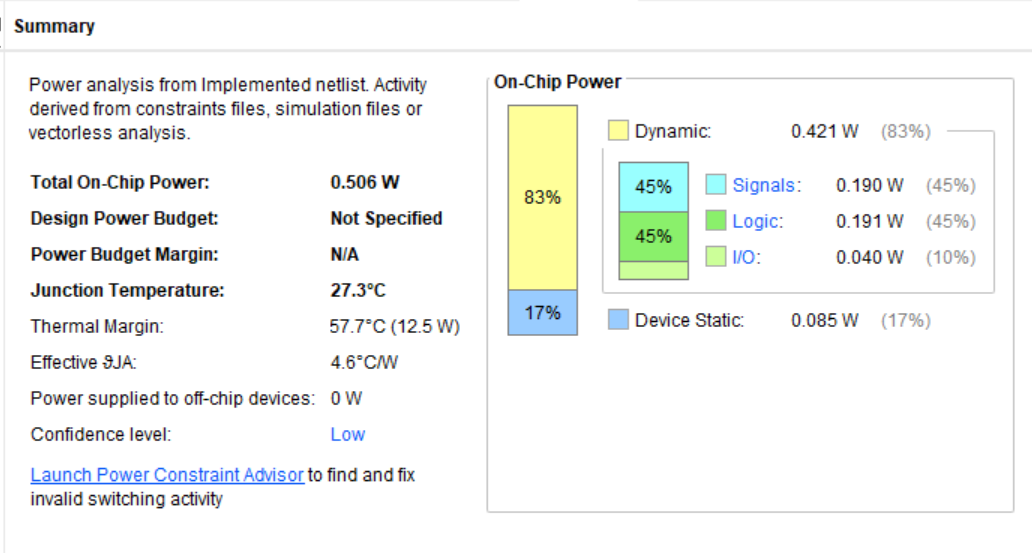 Summary
Power analysis from Implemented netlist. Activity
derived from constraints files, simulation files or
vectorless analysis.
Total On-Chip Power: 0.506 W
Design Power Budget: Not Specified
Power Budget Margin: N/A
Junction Temperature: 27.3°C
Thermal Margin: 57.7°C (12.5 W)
Effective ϑJA: 4.6°C/W
Power supplied to off-chip devices: 0 W
Confidence level: Low
Launch Power Constraint Advisor to find and fix
invalid switching activity
On-Chip Power
83%
17%
Dynamic: 0.421 W (83%)
45%
45%
Signals: 0.190 W (45%)
Logic: 0.191 W (45%)
I/O: 0.040 W (10%)
Device Static: 0.085 W (17%)